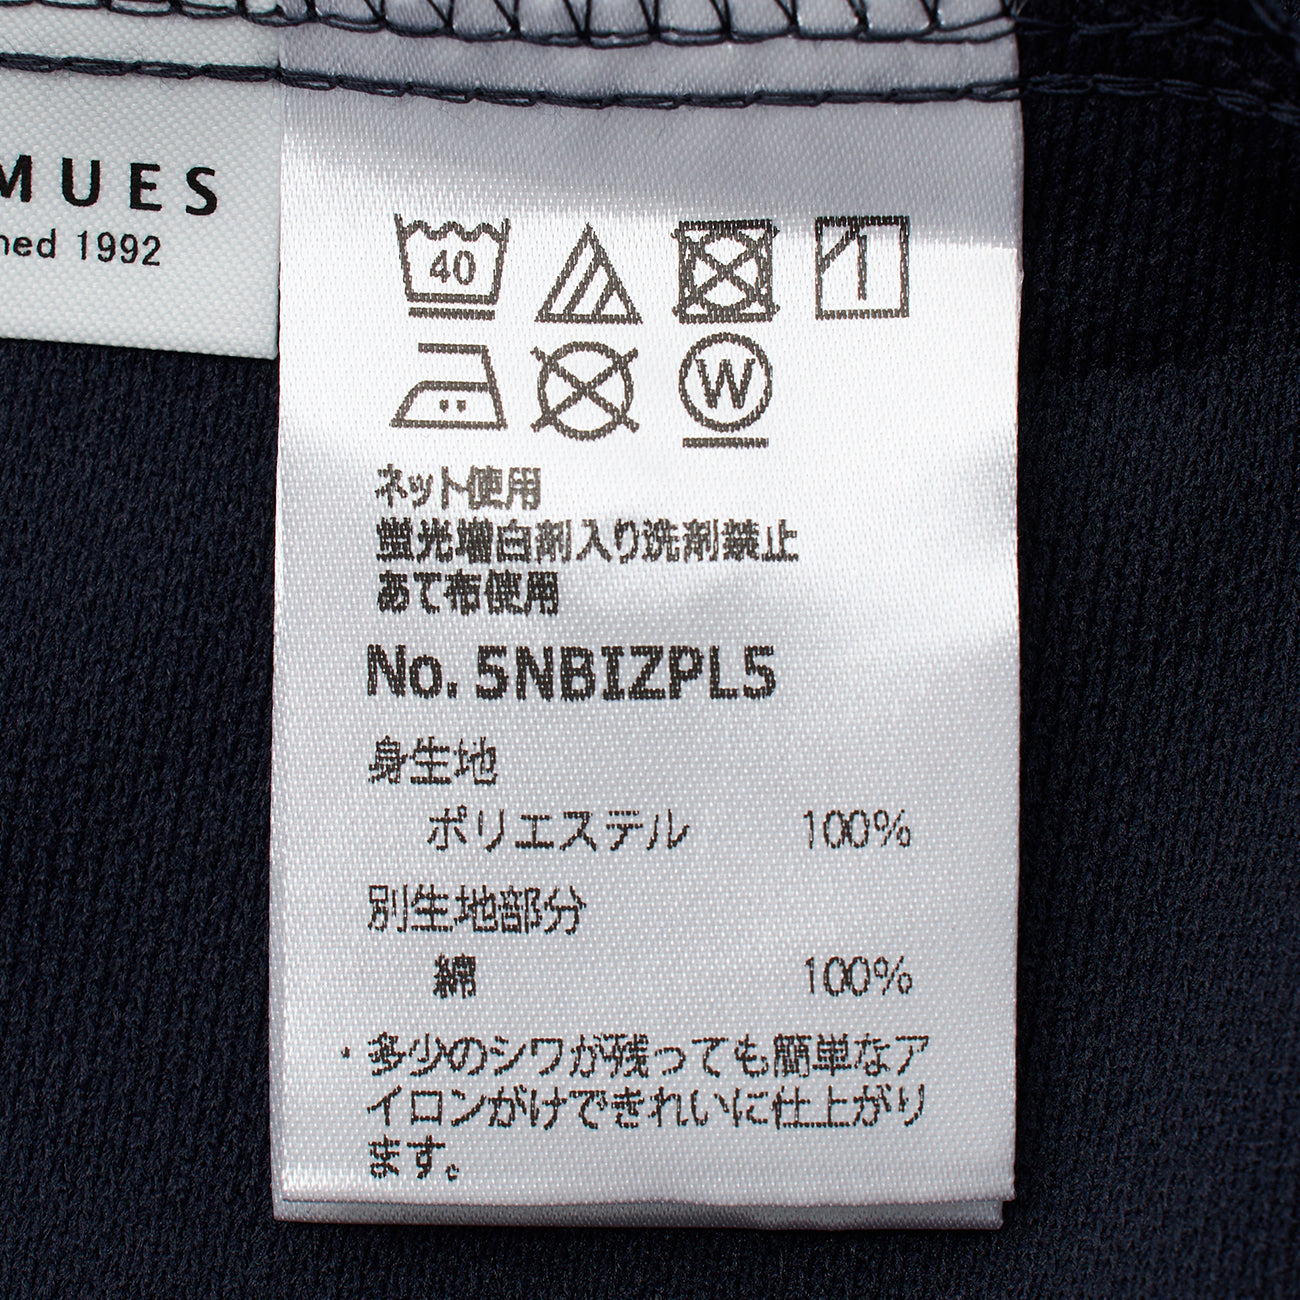 MUES
ned 1992
40
W
ネット使用
蛍光増白剤入り洗剤禁止
あて布使用
No. 5NBIZPL5
身生地
ポリエステル 100%
別生地部分
綿 100%
・多少のシワが残っても簡単なア
イロンがけできれいに仕上がり
ます。